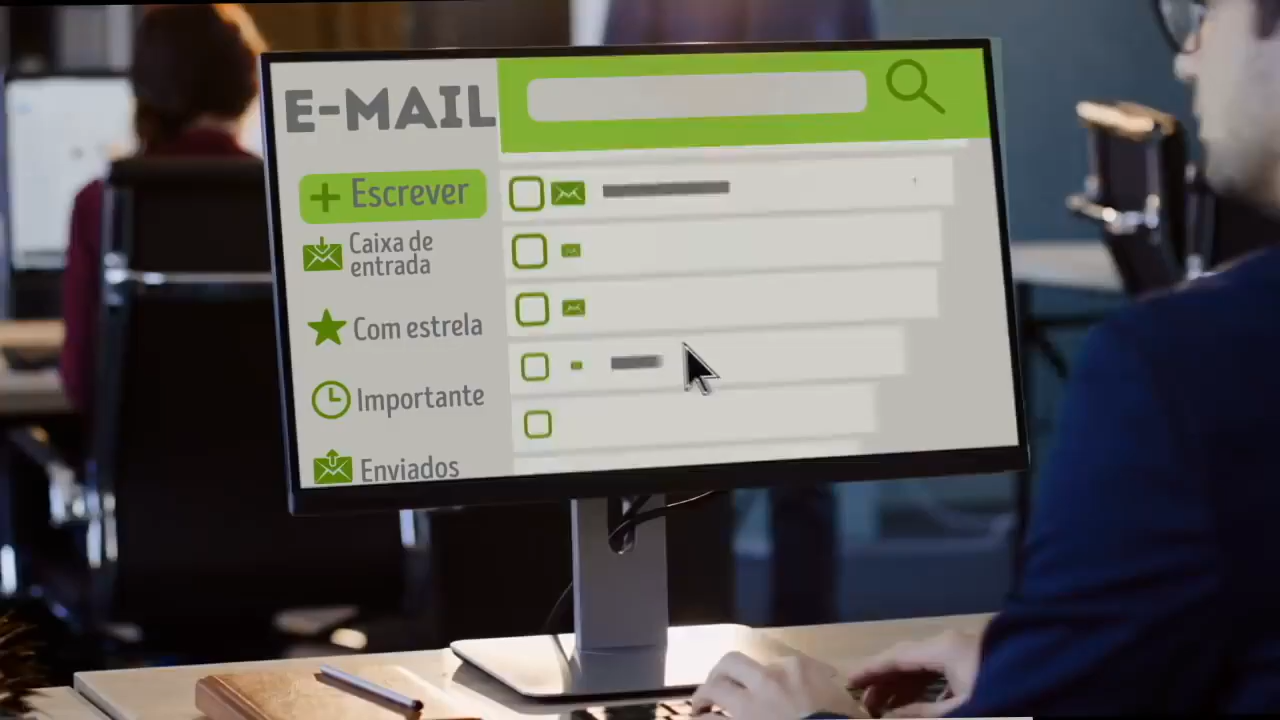 E-MAIL
Escrever
Caixa de
entrada
Com estrela
Importante
Enviados